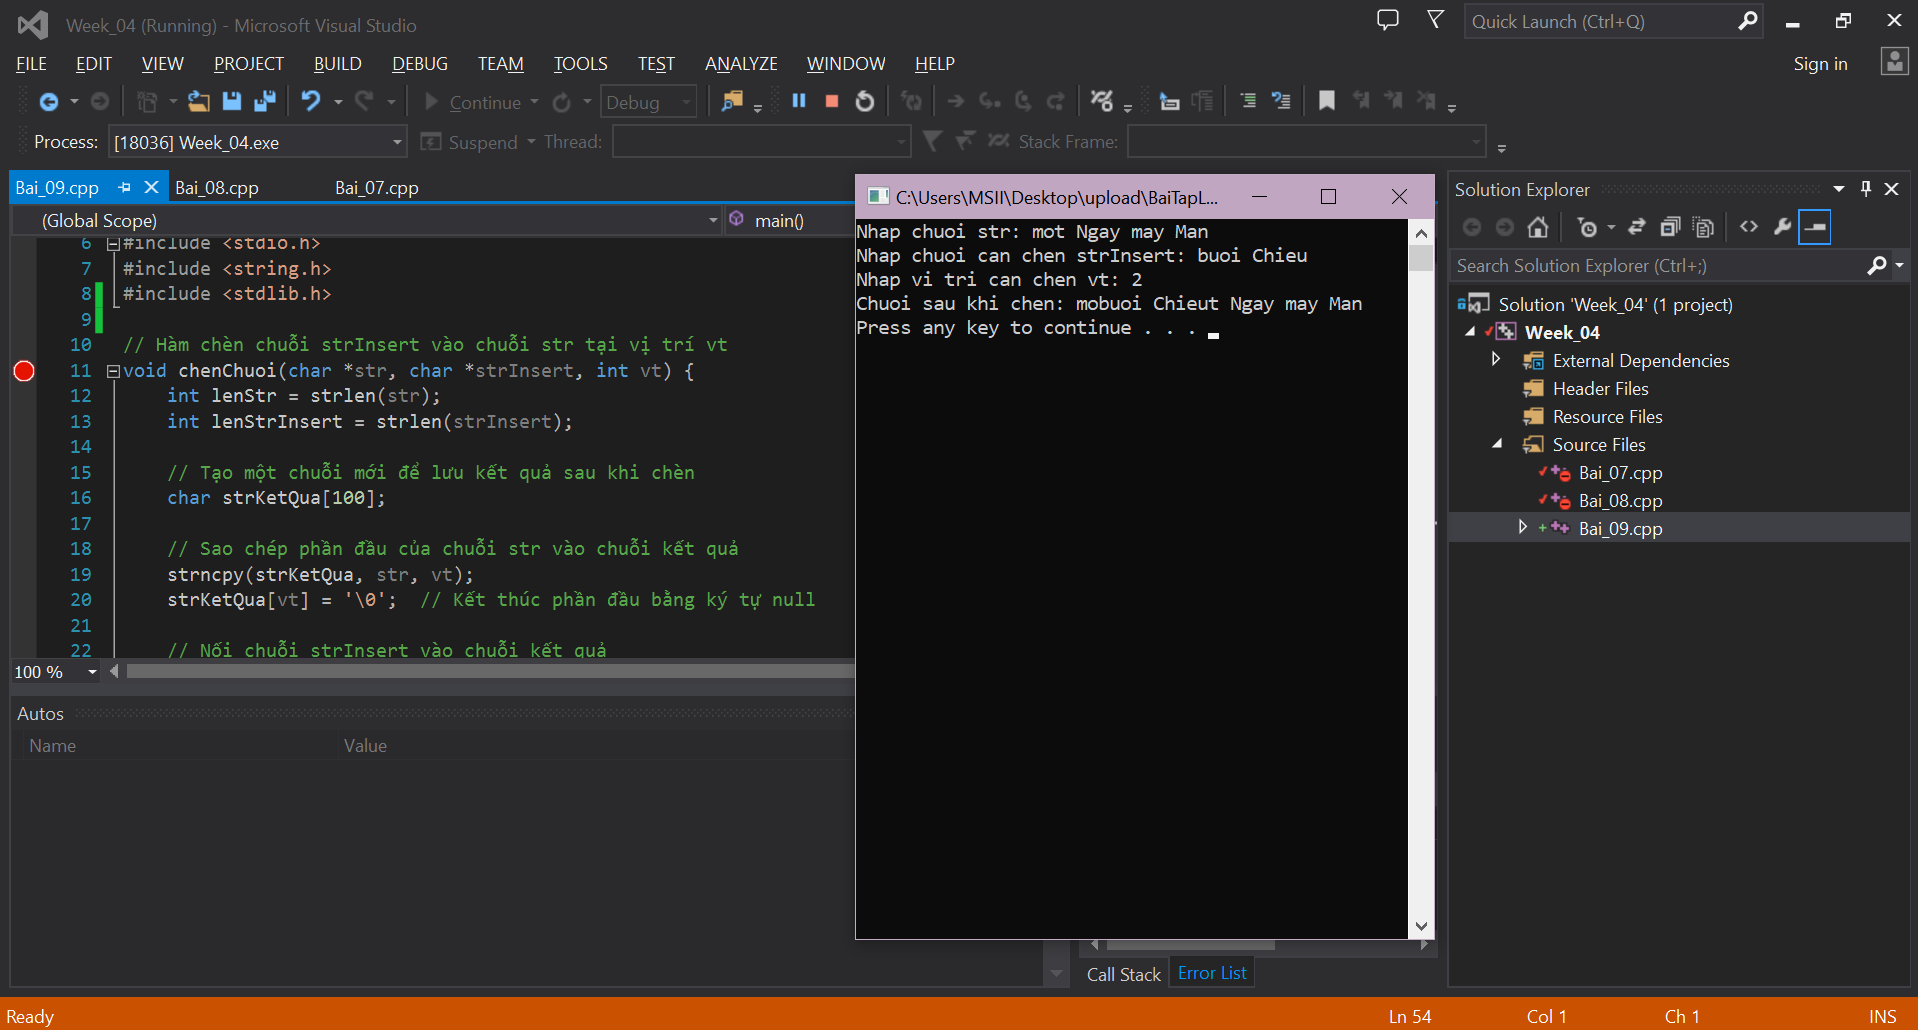 Week_04 (Running) - Microsoft Visual Studio
Quick Launch (Ctrl+Q)
FILE EDIT VIEW PROJECT BUILD DEBUG TEAM TOOLS TEST ANALYZE WINDOW HELP
Sign in
Continue
Debug
Process: [18036] Week_04.exe
Suspend Thread:
Stack Frame:
Bai_09.cpp Bai_08.cpp Bai_07.cpp
(Global Scope)
main()
6 #include <stdio.h>
7 #include <string.h>
8 #include <stdlib.h>
9
10 // Hàm chèn chuỗi strInsert vào chuỗi str tại vị trí vt
11 void chenChuoi(char *str, char *strInsert, int vt) {
12 int lenStr = strlen(str);
13 int lenStrInsert = strlen(strInsert);
14
15 // Tạo một chuỗi mới để lưu kết quả sau khi chèn
16 char strKetQua[100];
17
18 // Sao chép phần đầu của chuỗi str vào chuỗi kết quả
19 strncpy(strKetQua, str, vt);
20 strKetQua[vt] = '\0'; // Kết thúc phần đầu bằng ký tự null
21
22 // Nối chuỗi strInsert vào chuỗi kết quả
100 %
Autos
Name Value
C:\Users\MSII\Desktop\upload\BaiTapL...
Nhap chuoi str: mot Ngay may Man
Nhap chuoi can chen strInsert: buoi Chieu
Nhap vi tri can chen vt: 2
Chuoi sau khi chen: mobuoi Chieut Ngay may Man
Press any key to continue . . .
Call Stack Error List
Solution Explorer
Search Solution Explorer (Ctrl+;)
Solution 'Week_04' (1 project)
Week_04
External Dependencies
Header Files
Resource Files
Source Files
Bai_07.cpp
Bai_08.cpp
Bai_09.cpp
Ready
Ln 54 Col 1 Ch 1 INS